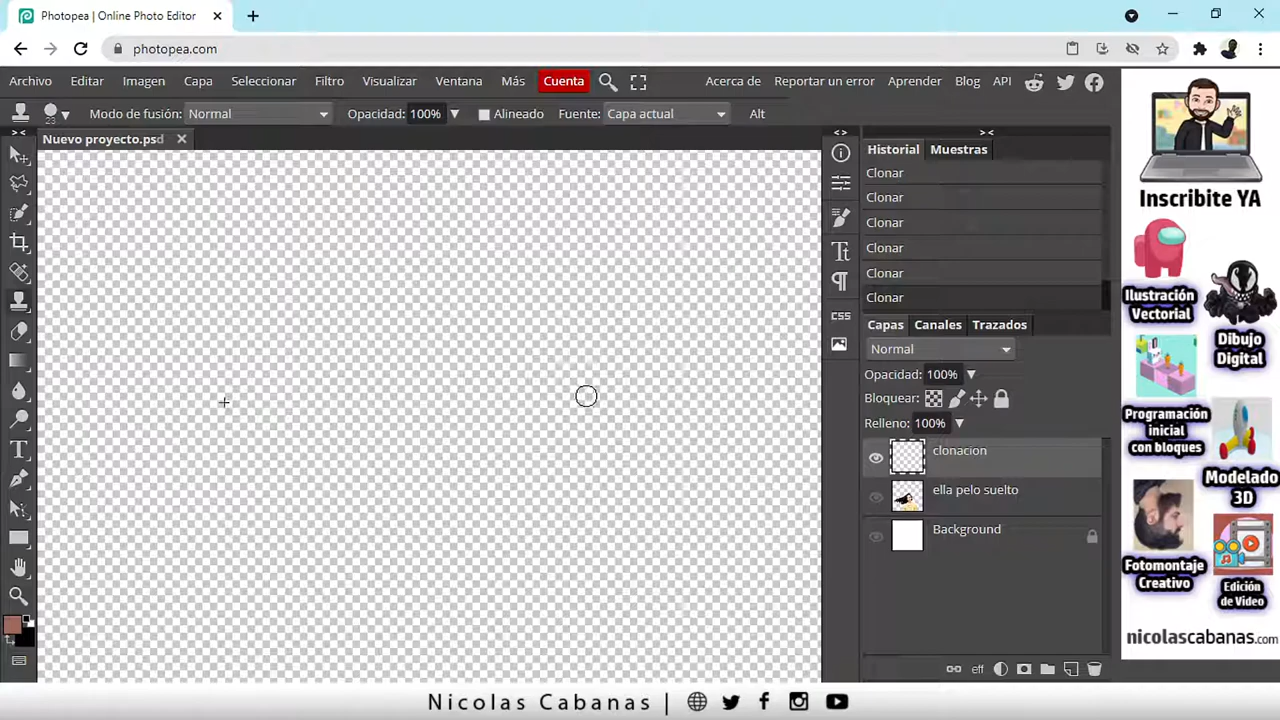 Photopea | Online Photo Editor
photopea.com
Archivo Editar Imagen Capa Seleccionar Filtro Visualizar Ventana Más Cuenta Acerca de Reportar un error Aprender Blog API
23 Modo de fusión: Normal Opacidad: 100% Alineado Fuente: Capa actual Alt
Nuevo proyecto.psd
Historial Muestras
Clonar
Clonar
Clonar
Clonar
Clonar
Clonar
CSS
Capas Canales Trazados
Normal
Opacidad: 100%
Bloquear:
Relleno: 100%
clonacion
ella pelo suelto
Background
eff
Inscribite YA
Ilustración
Vectorial
Dibujo
Digital
Programación
inicial
con bloques
Modelado
3D
Fotomontaje
Creativo
Edición
de Video
nicolascabanas.com
Nicolas Cabanas |